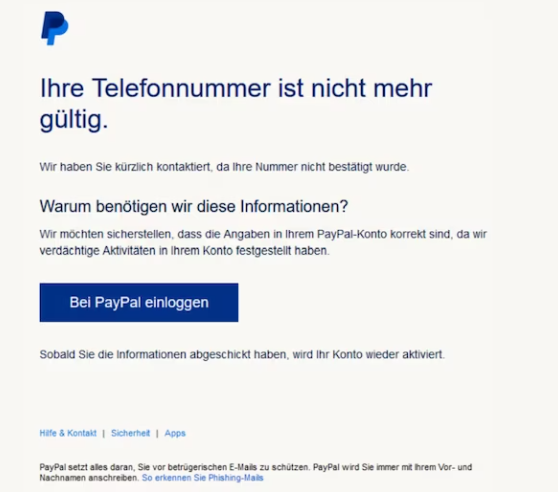 Ihre Telefonnummer ist nicht mehr
gültig.
Wir haben Sie kürzlich kontaktiert, da Ihre Nummer nicht bestätigt wurde.
Warum benötigen wir diese Informationen?
Wir möchten sicherstellen, dass die Angaben in Ihrem PayPal-Konto korrekt sind, da wir
verdächtige Aktivitäten in Ihrem Konto festgestellt haben.
Bei PayPal einloggen
Sobald Sie die Informationen abgeschickt haben, wird Ihr Konto wieder aktiviert.
Hilfe & Kontakt | Sicherheit | Apps
PayPal setzt alles daran, Sie vor betrügerischen E-Mails zu schützen. PayPal wird Sie immer mit Ihrem Vor- und
Nachnamen anschreiben. So erkennen Sie Phishing-Mails